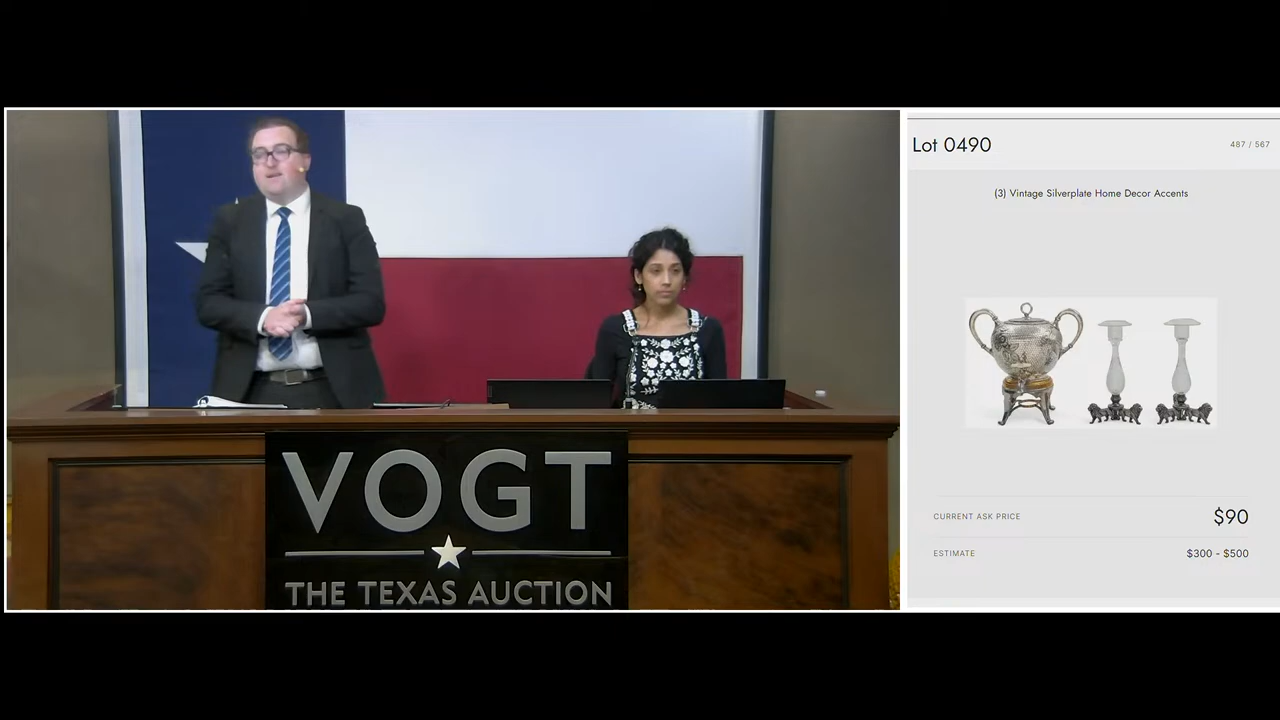 Lot 0490
487 / 567
(3) Vintage Silverplate Home Decor Accents
CURRENT ASK PRICE
$90
ESTIMATE
$300 - $500
VOGT
THE TEXAS AUCTION